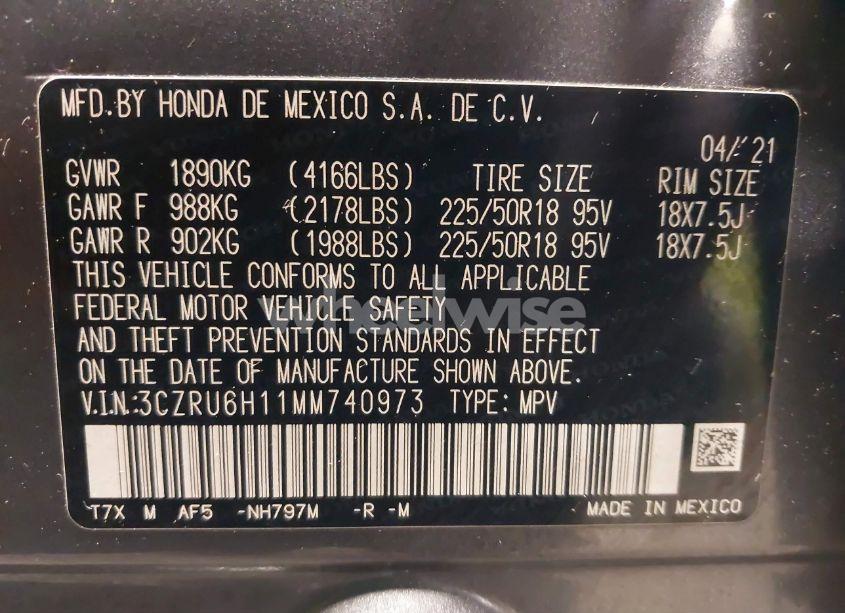 MFD.BY HONDA DE MEXICO S.A. DE C.V.
04/'21
GVWR 1890KG (4166LBS) TIRE SIZE RIM SIZE
GAWR F 988KG (2178LBS) 225/50R18 95V 18X7.5J
GAWR R 902KG (1988LBS) 225/50R18 95V 18X7.5J
THIS VEHICLE CONFORMS TO ALL APPLICABLE
FEDERAL MOTOR VEHICLE SAFETY
AND THEFT PREVENTION STANDARDS IN EFFECT
ON THE DATE OF MANUFACTURE SHOWN ABOVE.
V.I.N.:3CZRU6H11MM740973 TYPE: MPV
T7X M AF5 -NH797M -R -M MADE IN MEXICO
wheelwise